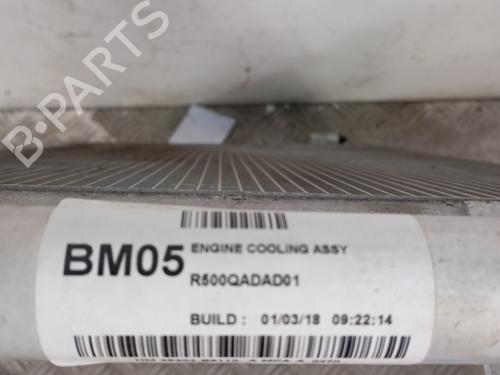 B-PARTS
BM05
ENGINE COOLING ASSY
R500QADAD01
BUILD : 01/03/18 09:22:14